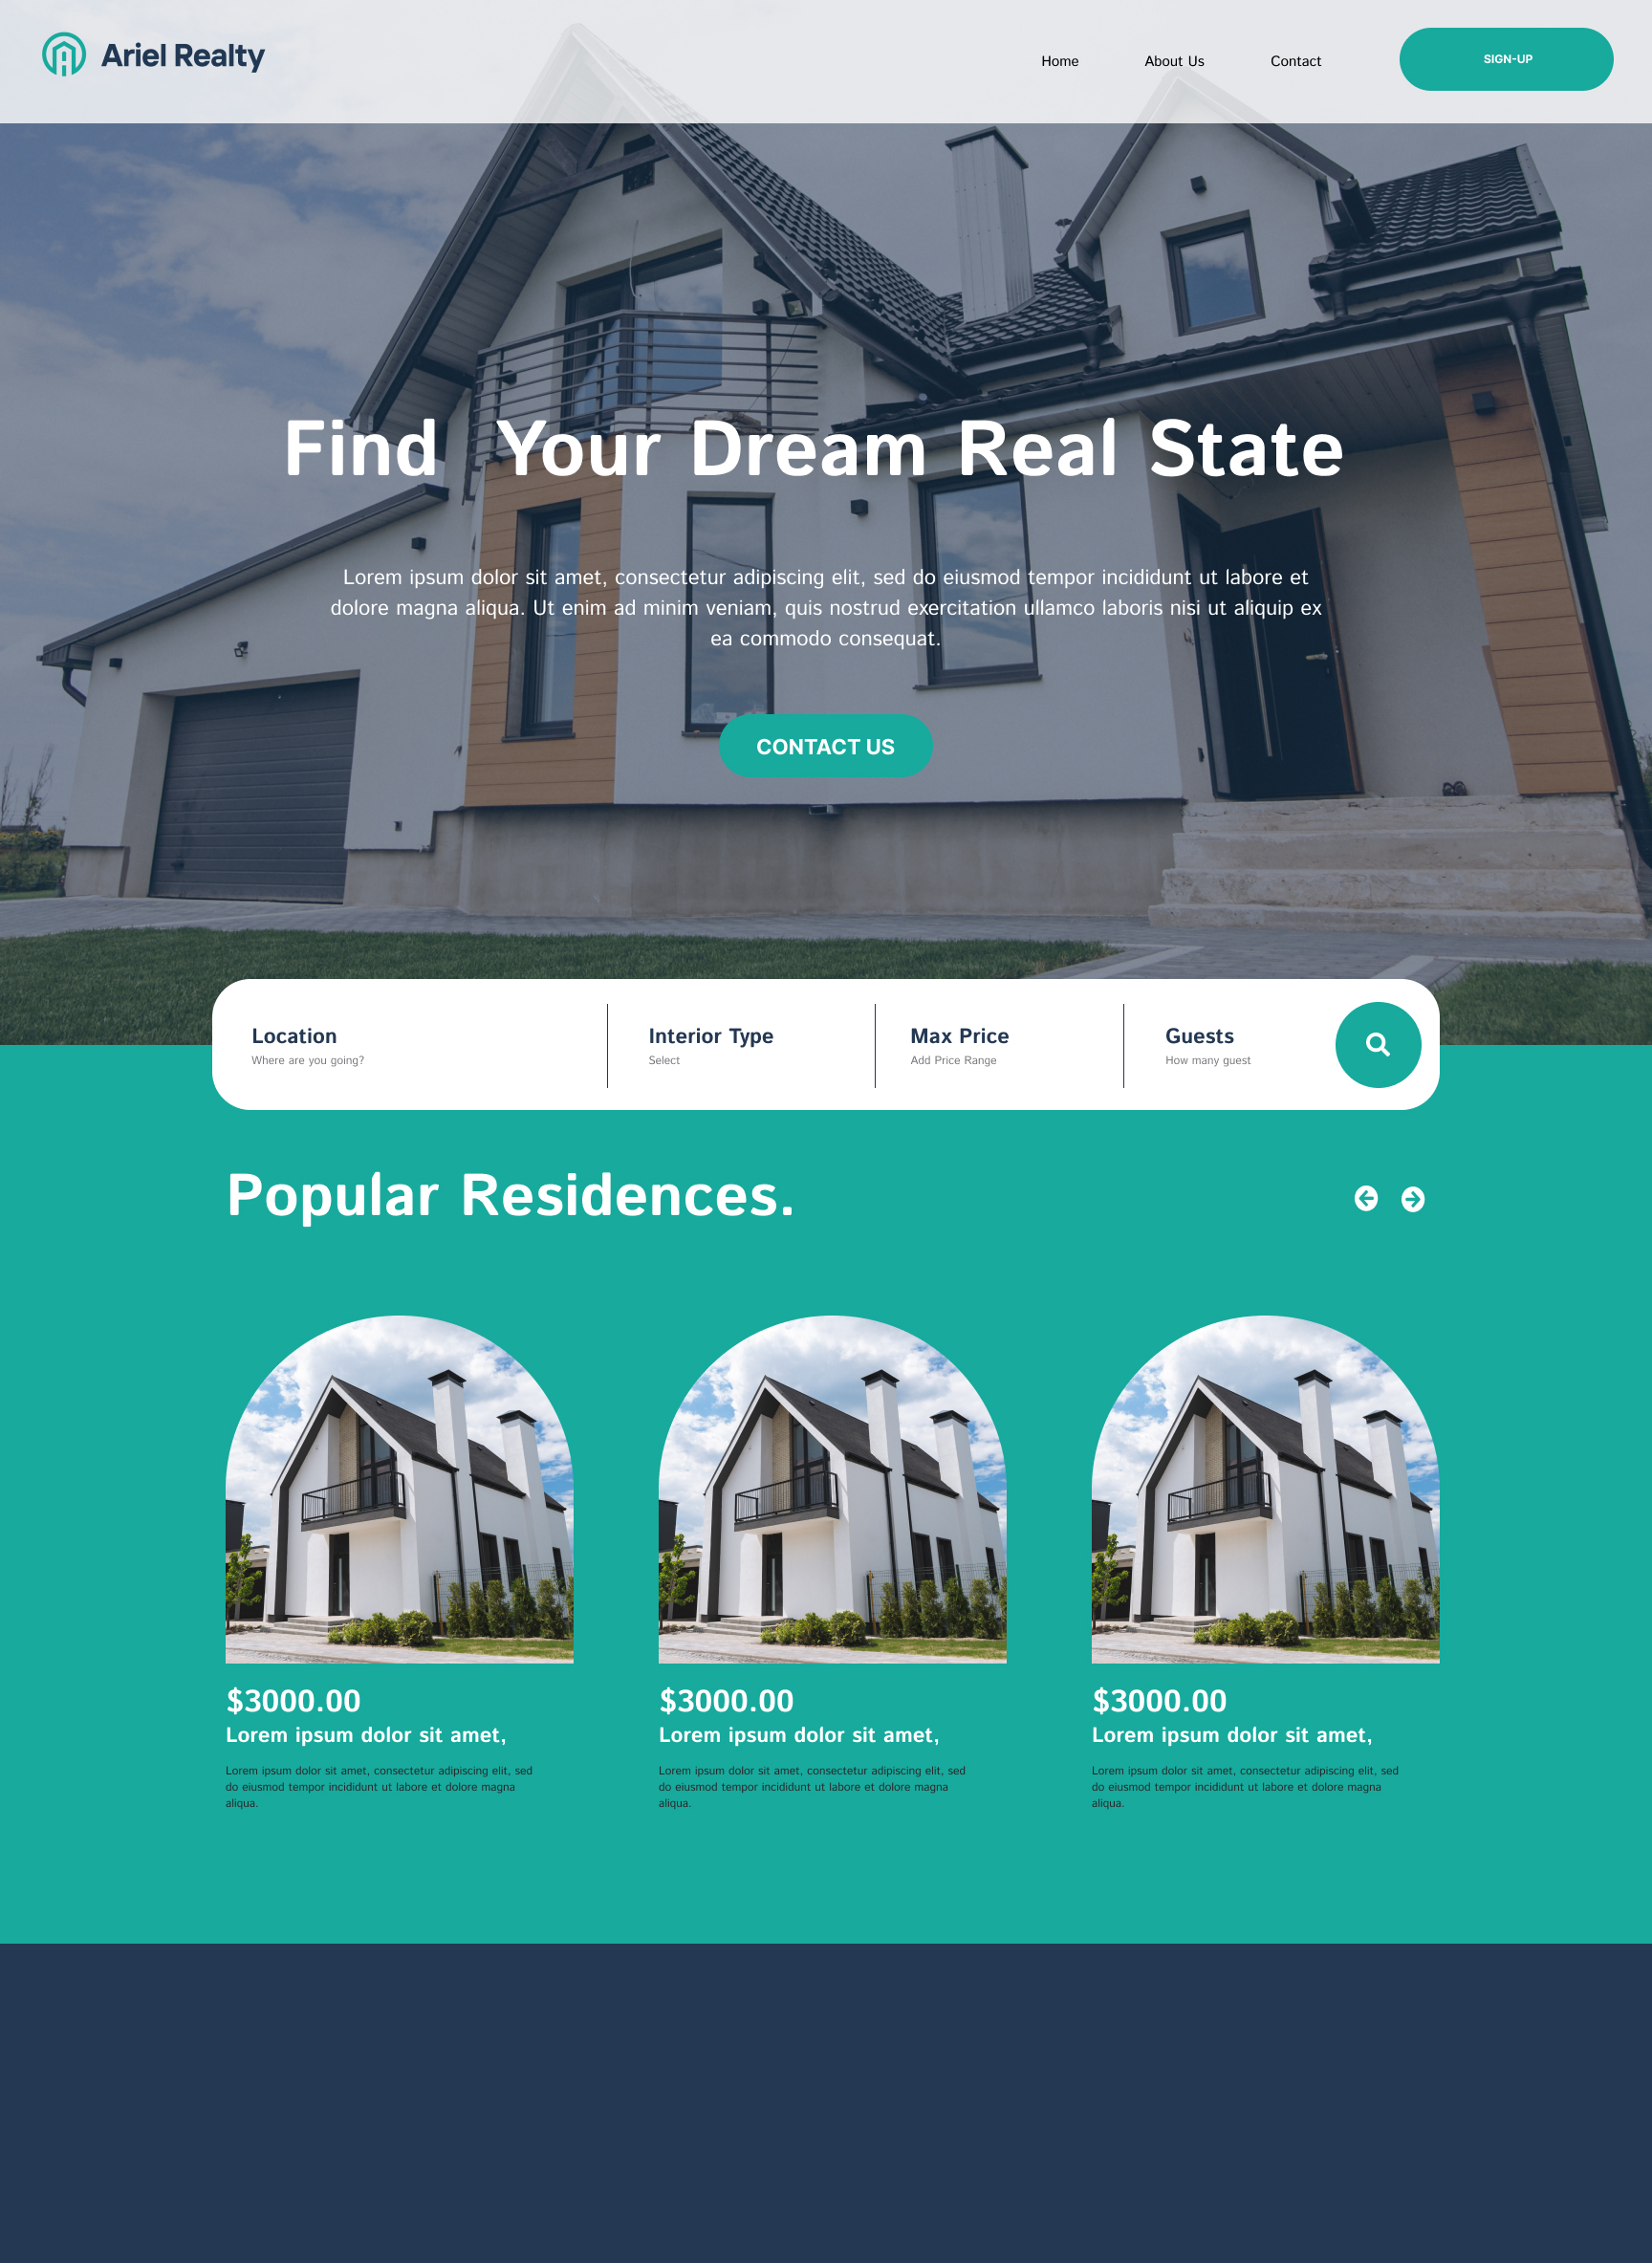 Ariel Realty
Home
About Us
Contact
SIGN-UP
Find Your Dream Real State
Lorem ipsum dolor sit amet, consectetur adipiscing elit, sed do eiusmod tempor incididunt ut labore et
dolore magna aliqua. Ut enim ad minim veniam, quis nostrud exercitation ullamco laboris nisi ut aliquip ex
ea commodo consequat.
CONTACT US
Location
Where are you going?
Interior Type
Select
Max Price
Add Price Range
Guests
How many guest
Popular Residences.
$3000.00
Lorem ipsum dolor sit amet,
Lorem ipsum dolor sit amet, consectetur adipiscing elit, sed
do eiusmod tempor incididunt ut labore et dolore magna
aliqua.
$3000.00
Lorem ipsum dolor sit amet,
Lorem ipsum dolor sit amet, consectetur adipiscing elit, sed
do eiusmod tempor incididunt ut labore et dolore magna
aliqua.
$3000.00
Lorem ipsum dolor sit amet,
Lorem ipsum dolor sit amet, consectetur adipiscing elit, sed
do eiusmod tempor incididunt ut labore et dolore magna
aliqua.